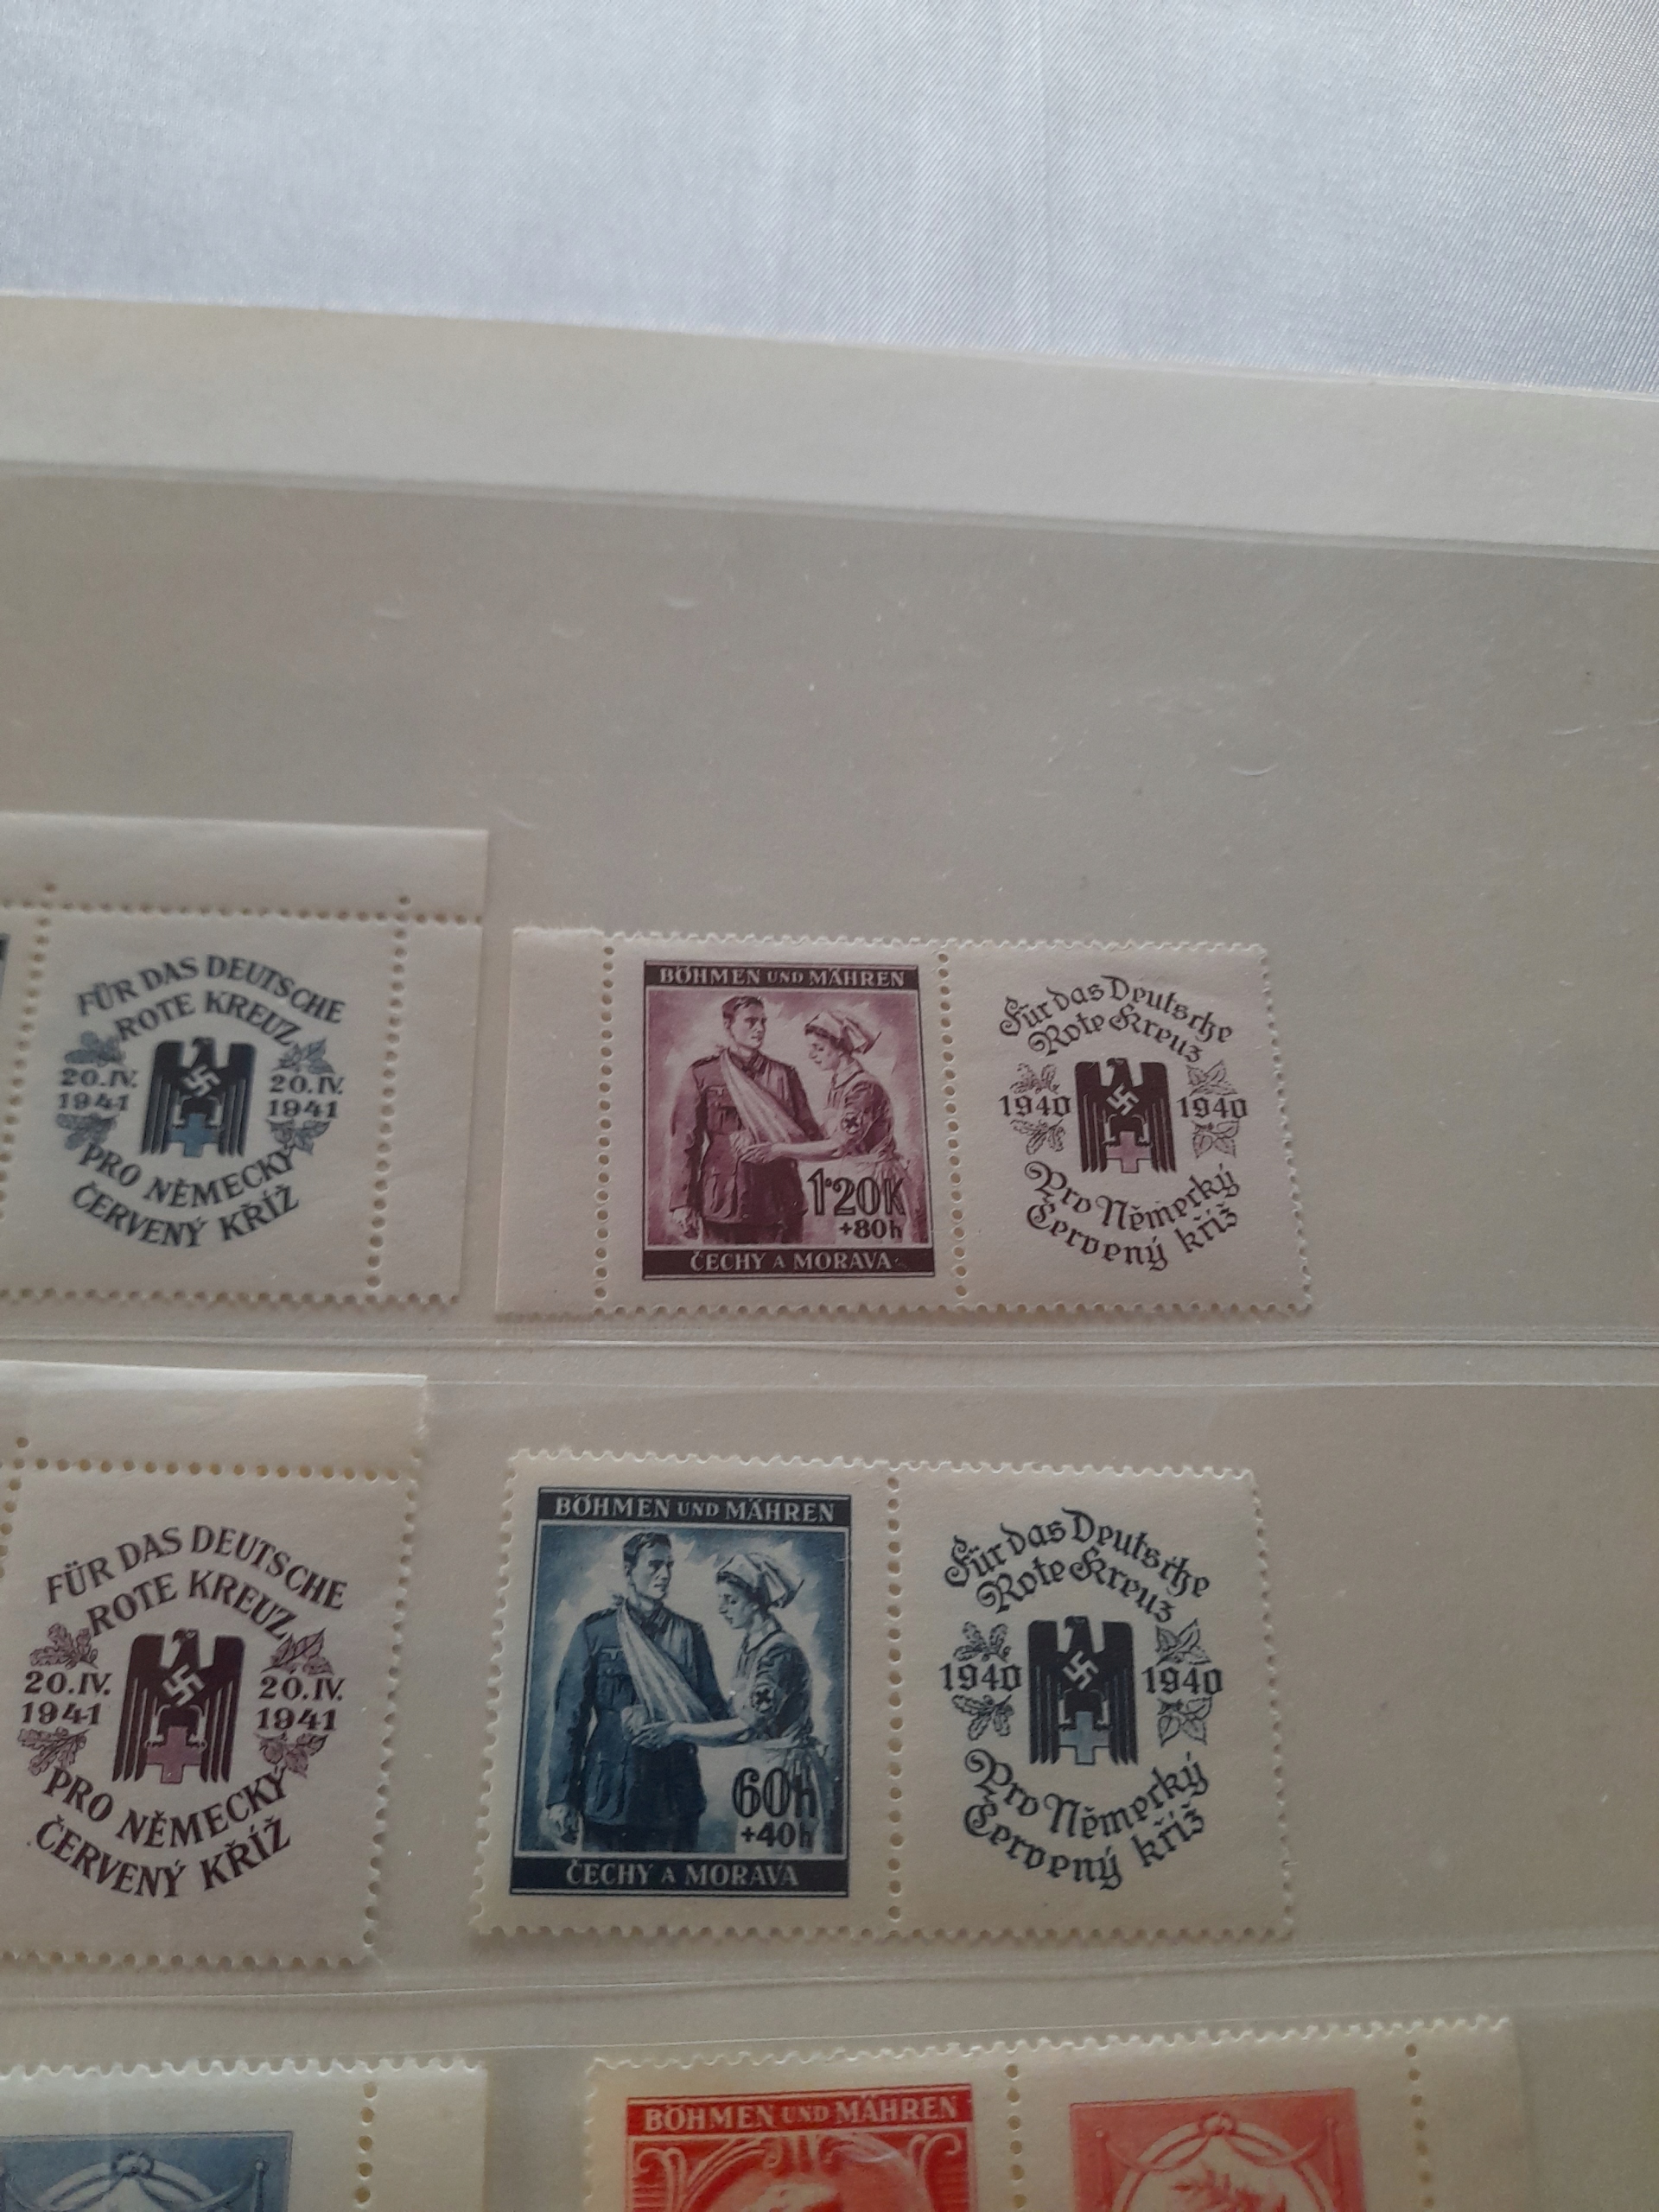 FÜR DAS DEUTSCHE
ROTE KREUZ
20.IV. 20.IV.
1941 1941
PRO NĚMECKÝ
ČERVENÝ KŘÍŽ
BÖHMEN UND MÄHREN
1·20K
+80h
ČECHY A MORAVA
Für das Deutsche
Rote Kreuz
1940 1940
Pro Německý
Červený kříž
FÜR DAS DEUTSCHE
ROTE KREUZ
20.IV. 20.IV.
1941 1941
PRO NĚMECKÝ
ČERVENÝ KŘÍŽ
BÖHMEN UND MÄHREN
60h
+40h
ČECHY A MORAVA
Für das Deutsche
Rote Kreuz
1940 1940
Pro Německý
Červený kříž
BÖHMEN UND MÄHREN